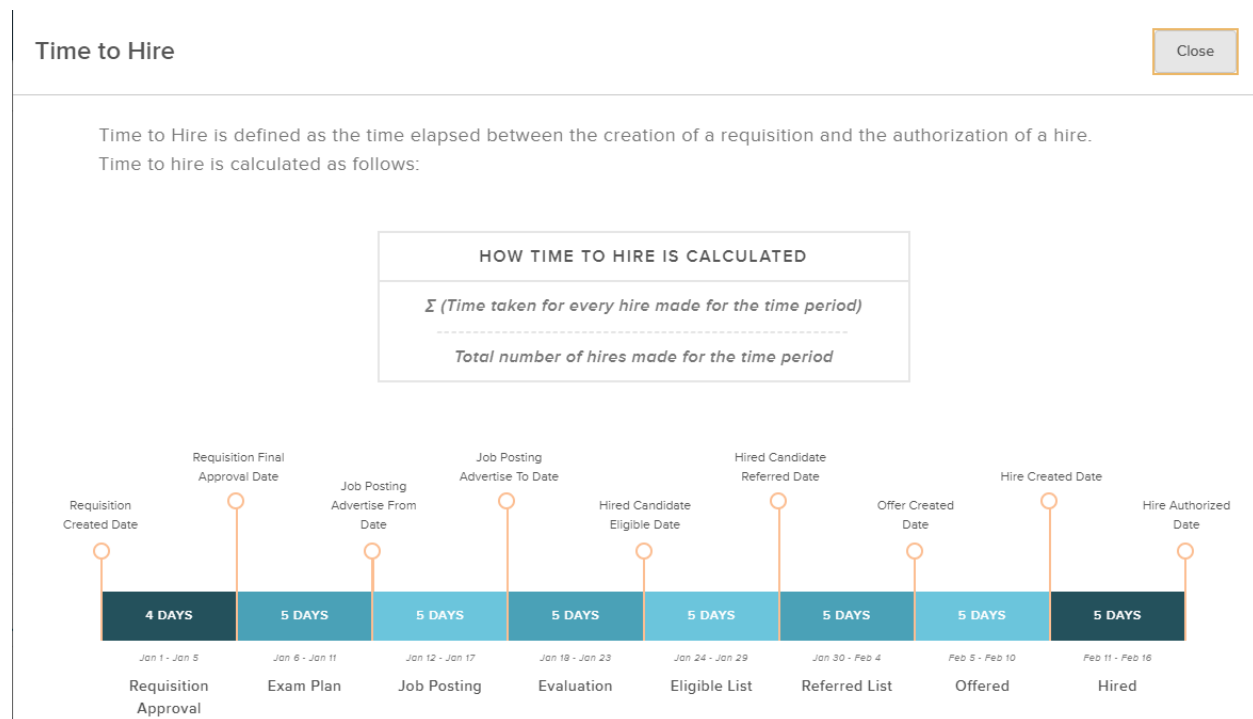 Time to Hire
Close
Time to Hire is defined as the time elapsed between the creation of a requisition and the authorization of a hire.
Time to hire is calculated as follows:
HOW TIME TO HIRE IS CALCULATED
Σ (Time taken for every hire made for the time period)
Total number of hires made for the time period
Requisition
Created Date
Requisition Final
Approval Date
Job Posting
Advertise From
Date
Job Posting
Advertise To Date
Hired Candidate
Eligible Date
Hired Candidate
Referred Date
Offer Created
Date
Hire Created Date
Hire Authorized
Date
4 DAYS
5 DAYS
5 DAYS
5 DAYS
5 DAYS
5 DAYS
5 DAYS
5 DAYS
Jan 1 - Jan 5
Jan 6 - Jan 11
Jan 12 - Jan 17
Jan 18 - Jan 23
Jan 24 - Jan 29
Jan 30 - Feb 4
Feb 5 - Feb 10
Feb 11 - Feb 16
Requisition
Approval
Exam Plan
Job Posting
Evaluation
Eligible List
Referred List
Offered
Hired